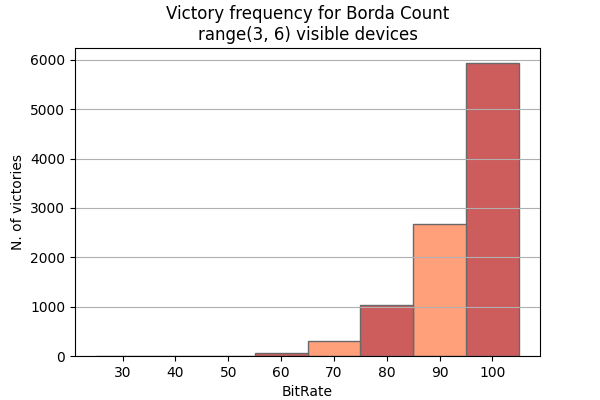 Victory frequency for Borda Count
range(3, 6) visible devices
6000
5000
4000
3000
2000
1000
0
N. of victories
30 40 50 60 70 80 90 100
BitRate